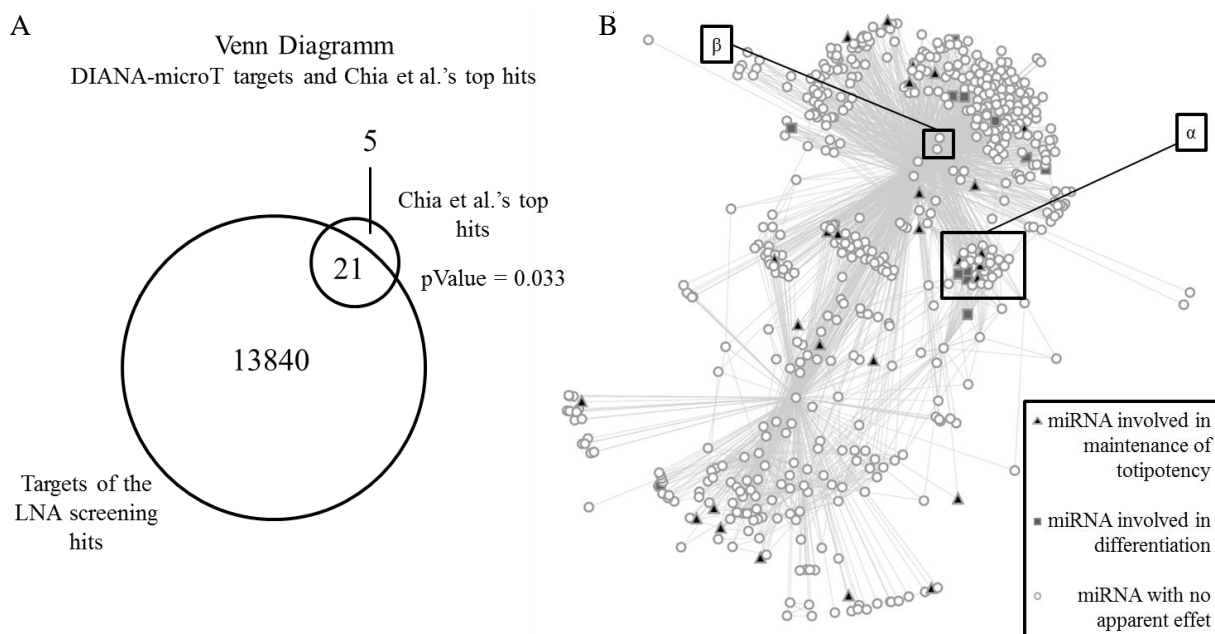 A
Venn Diagramm
DIANA-microT targets and Chia et al.'s top hits
5
Chia et al.'s top
hits
21
pValue = 0.033
13840
Targets of the
LNA screening
hits
B
β
α
miRNA involved in
maintenance of
totipotency
miRNA involved in
differentiation
miRNA with no
apparent effet